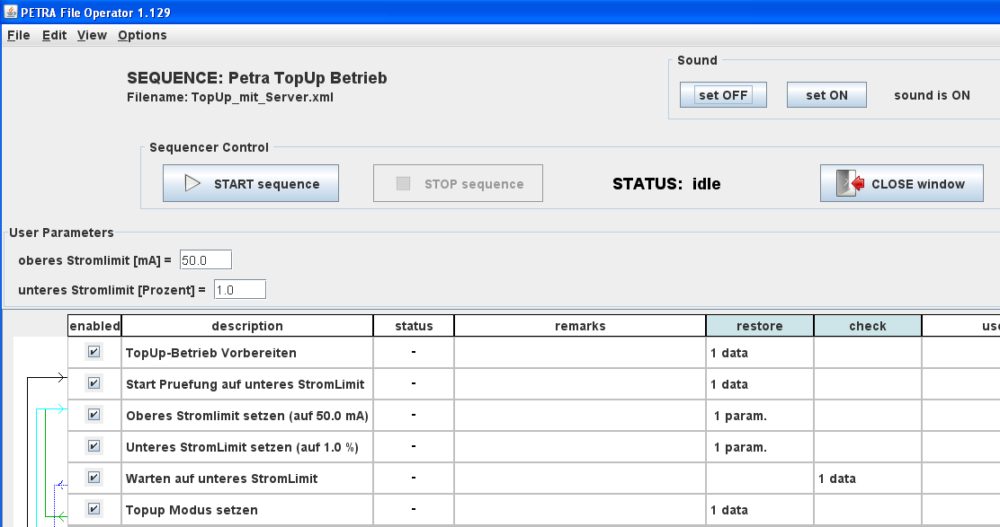 PETRA File Operator 1.129
File Edit View Options
SEQUENCE: Petra TopUp Betrieb
Filename: TopUp_mit_Server.xml
Sound
set OFF set ON sound is ON
Sequencer Control
START sequence STOP sequence STATUS: idle CLOSE window
User Parameters
oberes Stromlimit [mA] = 50.0
unteres Stromlimit [Prozent] = 1.0
enabled description status remarks restore check use
TopUp-Betrieb Vorbereiten - 1 data
Start Pruefung auf unteres StromLimit - 1 data
Oberes Stromlimit setzen (auf 50.0 mA) - 1 param.
Unteres StromLimit setzen (auf 1.0 %) - 1 param.
Warten auf unteres StromLimit - 1 data
Topup Modus setzen - 1 data